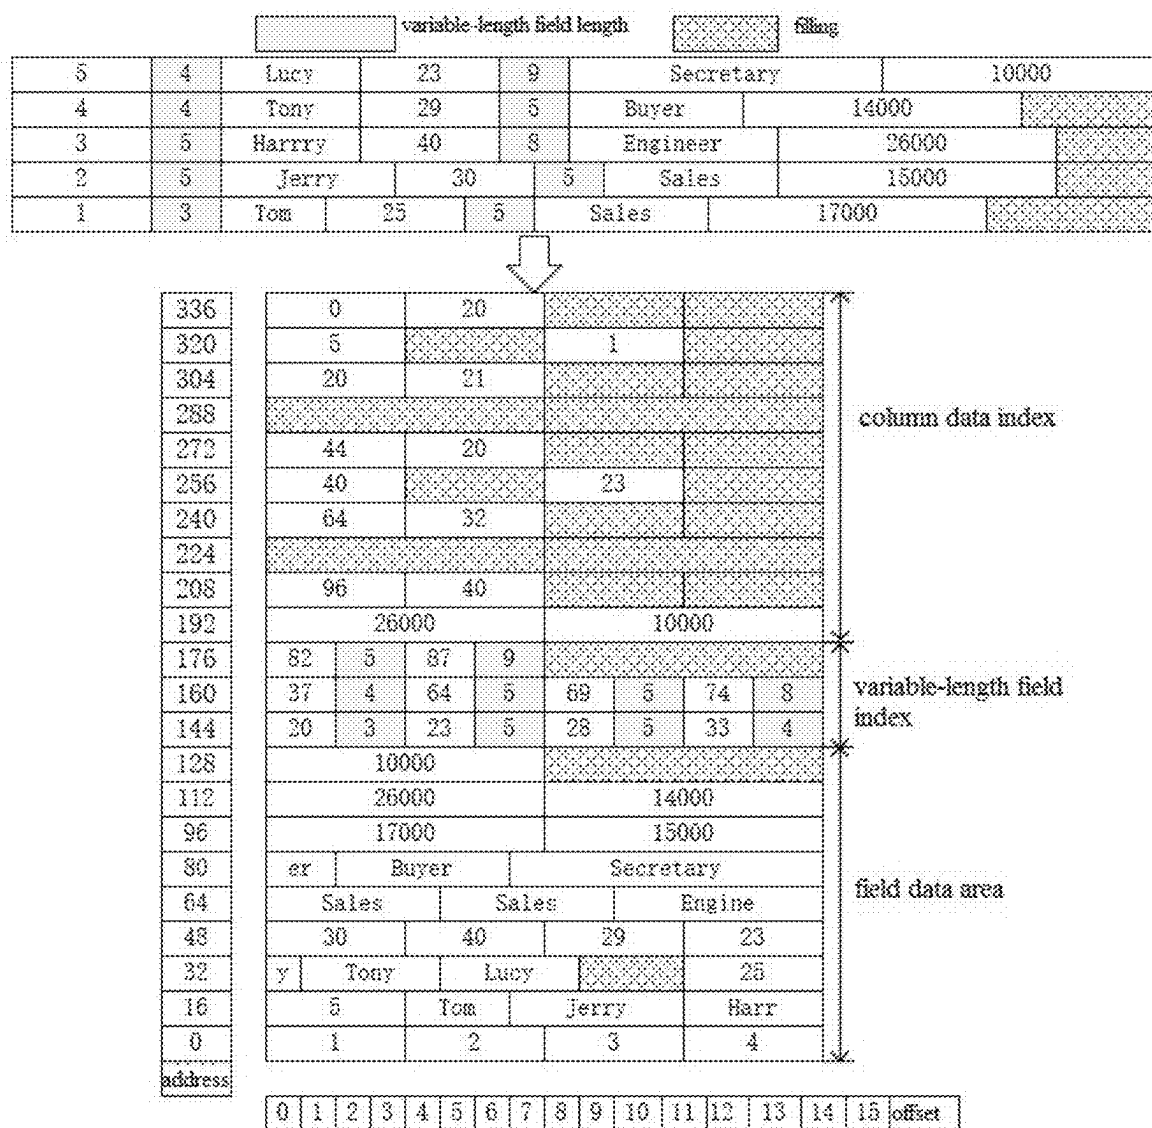 variable-length field length filling
5 4 Lucy 23 9 Secretary 10000
4 4 Tony 29 5 Buyer 14000
3 5 Harrry 40 8 Engineer 26000
2 5 Jerry 30 5 Sales 15000
1 3 Tom 25 5 Sales 17000
336 0 20
320 5 1
304 20 21
288
column data index
272 44 20
256 40 23
240 64 32
224
208 96 40
192 26000 10000
176 82 5 87 9
160 37 4 64 5 69 5 74 8
variable-length field
index
144 20 3 23 5 28 5 33 4
128 10000
112 26000 14000
96 17000 15000
80 er Buyer Secretary
64 Sales Sales Engine
field data area
48 30 40 29 23
32 y Tony Lucy 25
16 5 Tom Jerry Harr
0 1 2 3 4
address
0 1 2 3 4 5 6 7 8 9 10 11 12 13 14 15 offset